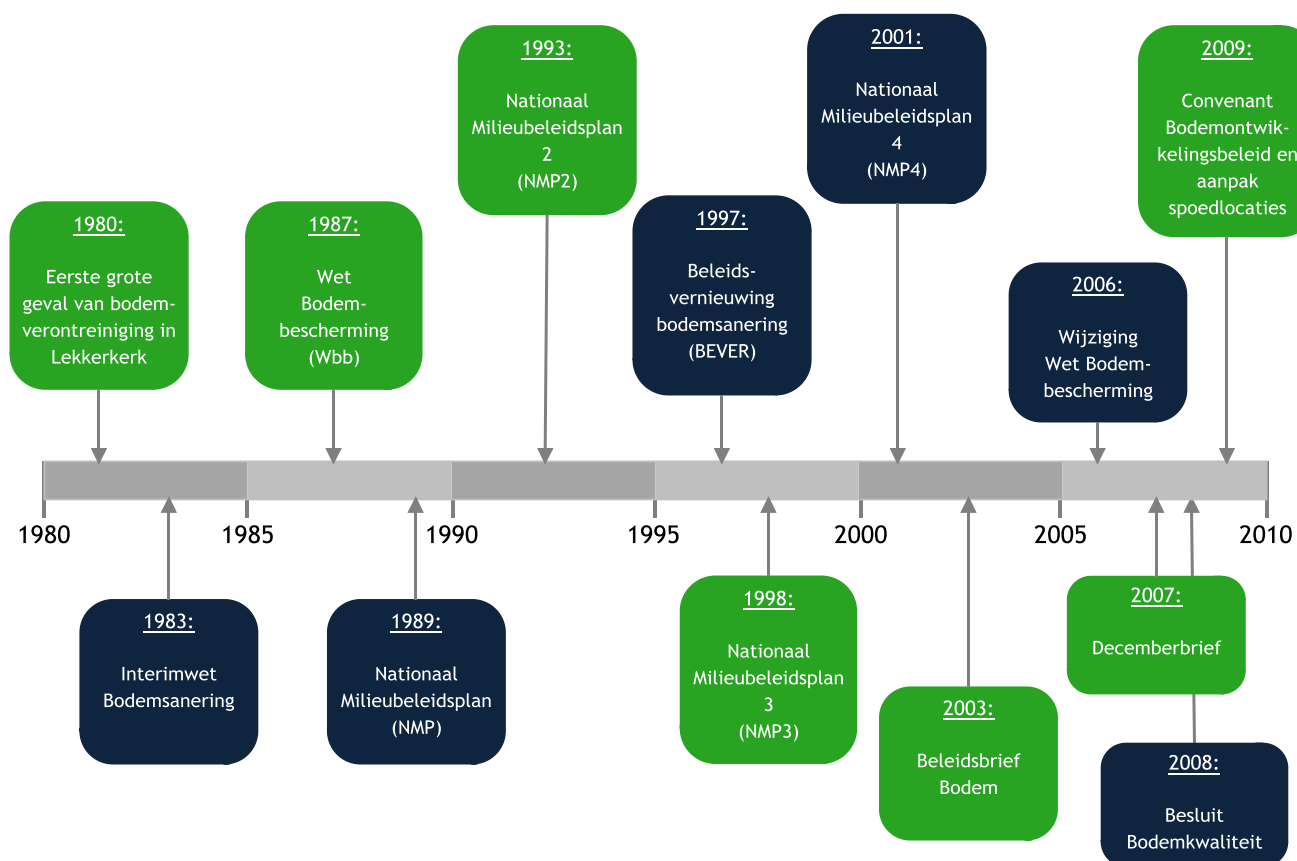 1980:
Eerste grote
geval van bodem-
verontreiniging in
Lekkerkerk
1987:
Wet
Bodem-
bescherming
(Wbb)
1993:
Nationaal
Milieubeleidsplan
2
(NMP2)
1997:
Beleids-
vernieuwing
bodemsanering
(BEVER)
2001:
Nationaal
Milieubeleidsplan
4
(NMP4)
2006:
Wijziging
Wet Bodem-
bescherming
2009:
Convenant
Bodemontwik-
kelingsbeleid en
aanpak
spoedlocaties
1980 1985 1990 1995 2000 2005 2010
1983:
Interimwet
Bodemsanering
1989:
Nationaal
Milieubeleidsplan
(NMP)
1998:
Nationaal
Milieubeleidsplan
3
(NMP3)
2003:
Beleidsbrief
Bodem
2007:
Decemberbrief
2008:
Besluit
Bodemkwaliteit